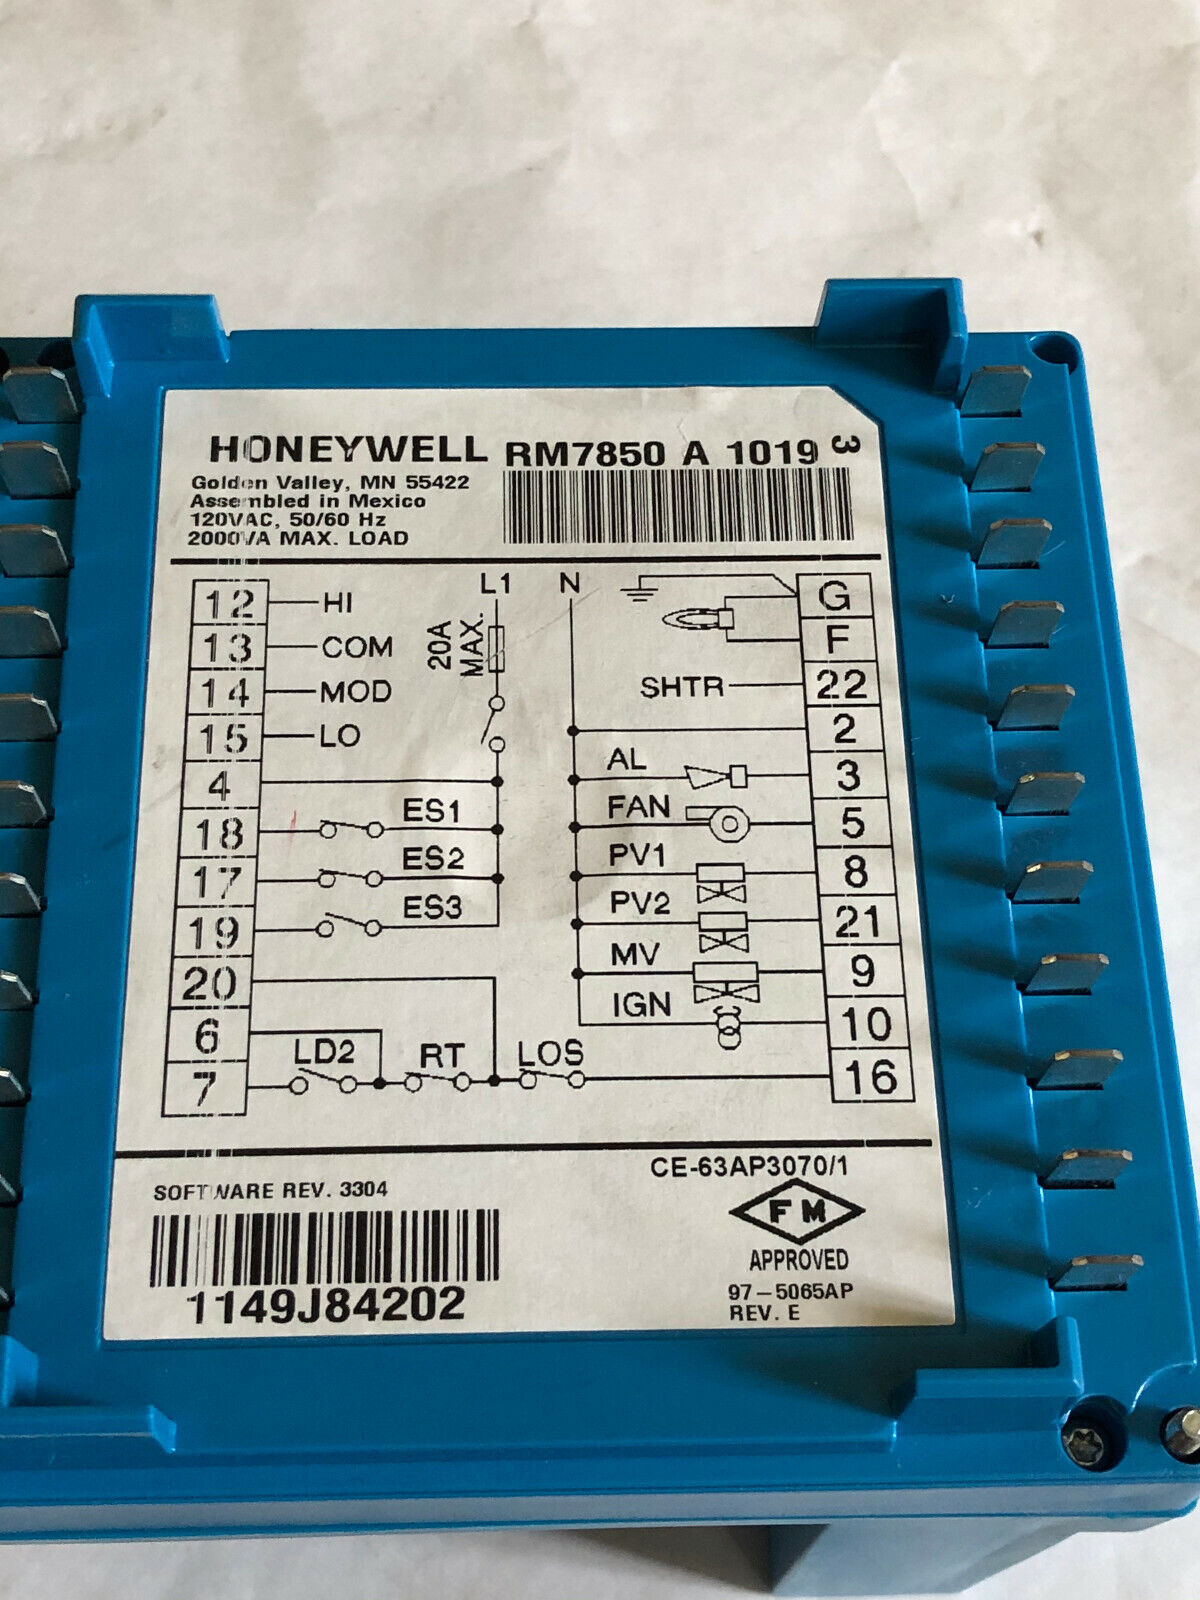 HONEYWELL RM7850 A 1019 3
Golden Valley, MN 55422
Assembled in Mexico
120VAC, 50/60 Hz
2000VA MAX. LOAD
12 HI
13 COM
14 MOD
15 LO
4
18 ES1
17 ES2
19 ES3
20
6
7 LD2 RT LOS
L1
20A MAX.
N
G
F
SHTR 22
2
AL 3
FAN 5
PV1 8
PV2 21
MV 9
IGN 10
16
SOFTWARE REV. 3304
1149J84202
CE-63AP3070/1
FM
APPROVED
97-5065AP
REV. E